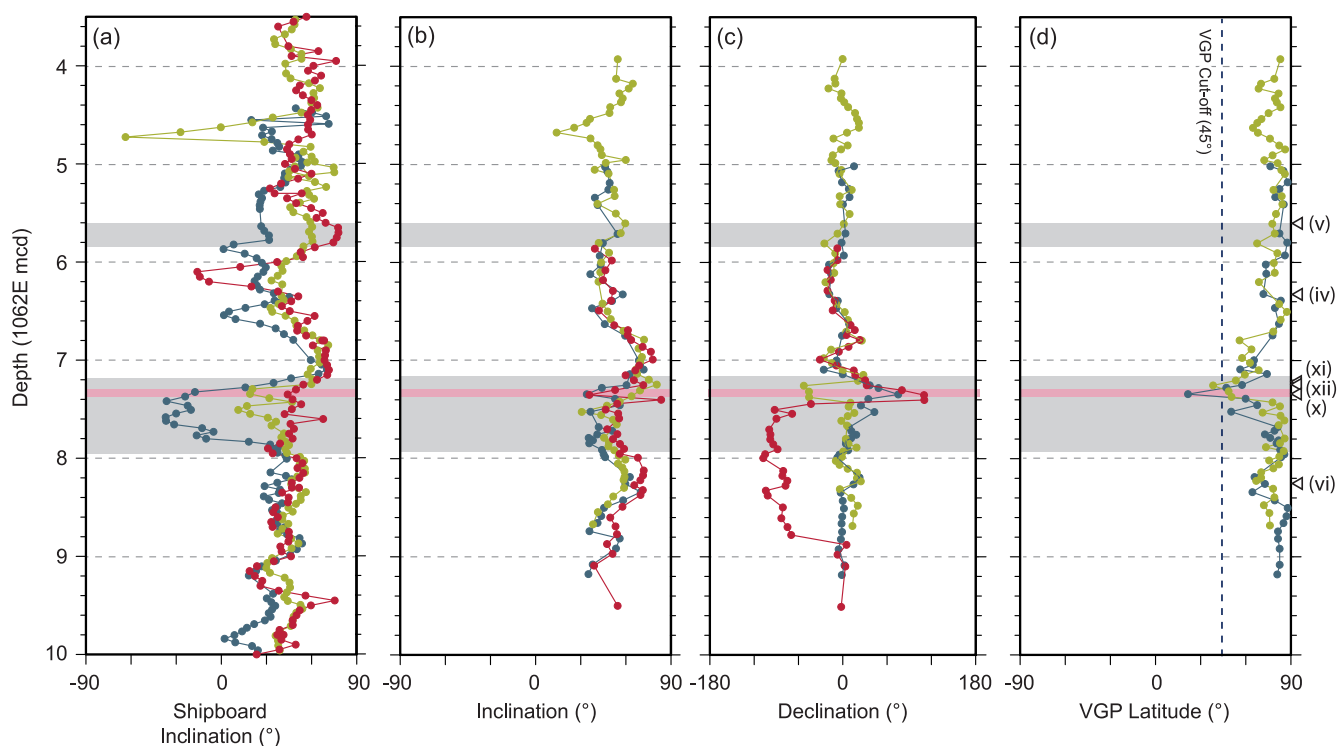 (a)
(b)
(c)
(d)
VGP Cut-off (45°)
Depth (1062E mcd)
4
5
6
7
8
9
10
(v)
(iv)
(xi)
(xii)
(x)
(vi)
-90 0 90
-90 0 90
-180 0 180
-90 0 90
Shipboard
Inclination (°)
Inclination (°)
Declination (°)
VGP Latitude (°)